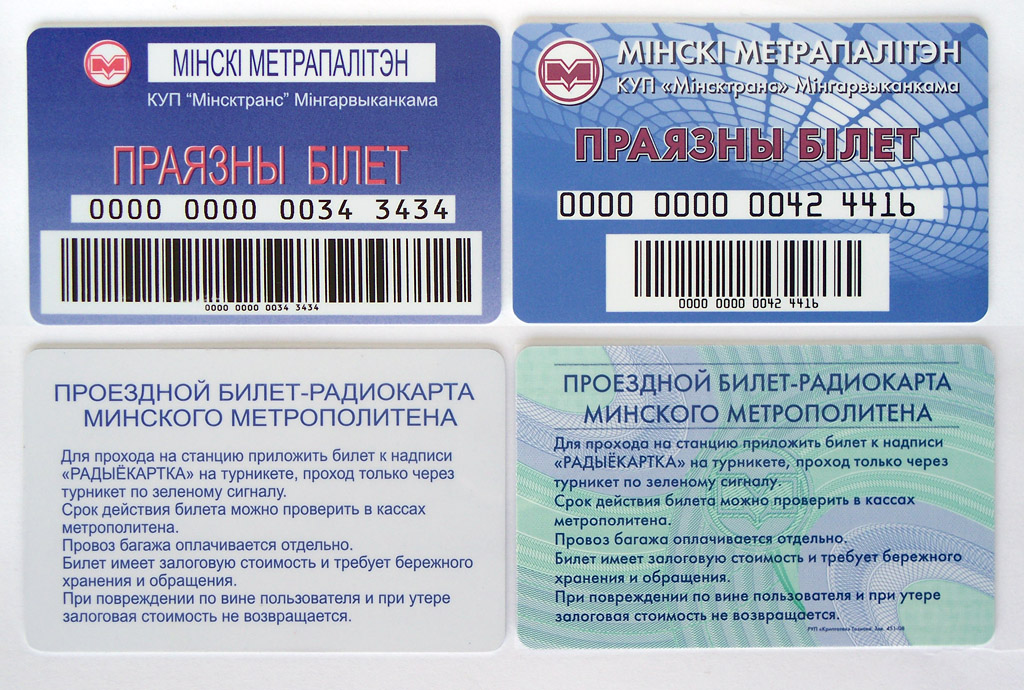 МІНСКІ МЕТРАПАЛІТЭН
КУП “Мінсктранс” Мінгарвыканкама
ПРАЯЗНЫ БІЛЕТ
0000 0000 0034 3434
0000 0000 0034 3434
МІНСКІ МЕТРАПАЛІТЭН
КУП «Мінсктранс» Мінгарвыканкама
ПРАЯЗНЫ БІЛЕТ
0000 0000 0042 4416
0000 0000 0042 4416
ПРОЕЗДНОЙ БИЛЕТ-РАДИОКАРТА
МИНСКОГО МЕТРОПОЛИТЕНА
Для прохода на станцию приложить билет к надписи
«РАДЫЁКАРТКА» на турникете, проход только через
турникет по зеленому сигналу.
Срок действия билета можно проверить в кассах
метрополитена.
Провоз багажа оплачивается отдельно.
Билет имеет залоговую стоимость и требует бережного
хранения и обращения.
При повреждении по вине пользователя и при утере
залоговая стоимость не возвращается.
ПРОЕЗДНОЙ БИЛЕТ-РАДИОКАРТА
МИНСКОГО МЕТРОПОЛИТЕНА
Для прохода на станцию приложить билет к надписи
«РАДЫЁКАРТКА» на турникете, проход только через
турникет по зеленому сигналу.
Срок действия билета можно проверить в кассах
метрополитена.
Провоз багажа оплачивается отдельно.
Билет имеет залоговую стоимость и требует бережного
хранения и обращения.
При повреждении по вине пользователя и при утере
залоговая стоимость не возвращается.
РУП «Криптотех» Гознака, Зак. 451-08